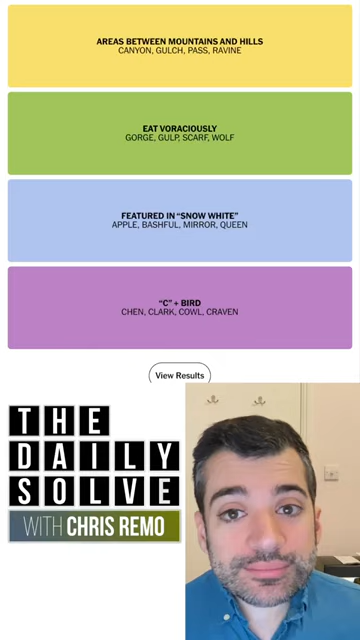 AREAS BETWEEN MOUNTAINS AND HILLS
CANYON, GULCH, PASS, RAVINE
EAT VORACIOUSLY
GORGE, GULP, SCARF, WOLF
FEATURED IN “SNOW WHITE”
APPLE, BASHFUL, MIRROR, QUEEN
“C” + BIRD
CHEN, CLARK, COWL, CRAVEN
View Results
THE
DAILY
SOLVE
WITH CHRIS REMO